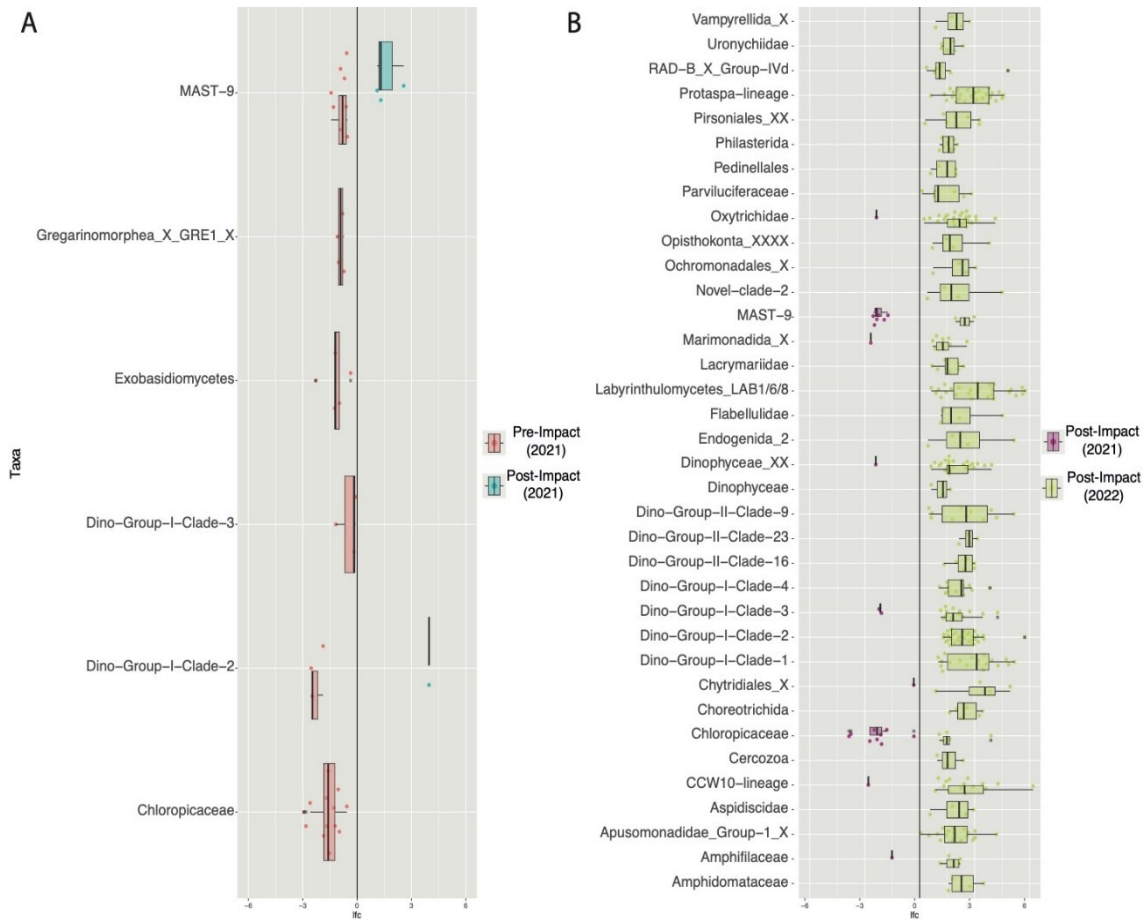 A
Taxa
MAST-9
Gregarinomorphea_X_GRE1_X
Exobasidiomycetes
Dino-Group-I-Clade-3
Dino-Group-I-Clade-2
Chloropicaceae
-3
0
3
6
lfc
Pre-Impact
(2021)
Post-Impact
(2021)
B
Vampyrellida_X
Uronychiidae
RAD-B_X_Group-IVd
Protaspa-lineage
Pirsoniales_XX
Philasterida
Pedinellales
Parviluciferaceae
Oxytrichidae
Opisthokonta_XXXX
Ochromonadales_X
Novel-clade-2
MAST-9
Marimonadida_X
Lacrymariidae
Labyrinthulomycetes_LAB1/6/8
Flabellulidae
Endogenida_2
Dinophyceae_XX
Dinophyceae
Dino-Group-II-Clade-9
Dino-Group-II-Clade-23
Dino-Group-II-Clade-16
Dino-Group-I-Clade-4
Dino-Group-I-Clade-3
Dino-Group-I-Clade-2
Dino-Group-I-Clade-1
Chytridiales_X
Choreotrichida
Chloropicaceae
Cercozoa
CCW10-lineage
Aspidiscidae
Apusomonadidae_Group-1_X
Amphifilaceae
Amphidomataceae
-6
-3
0
3
6
lfc
Post-Impact
(2021)
Post-Impact
(2022)